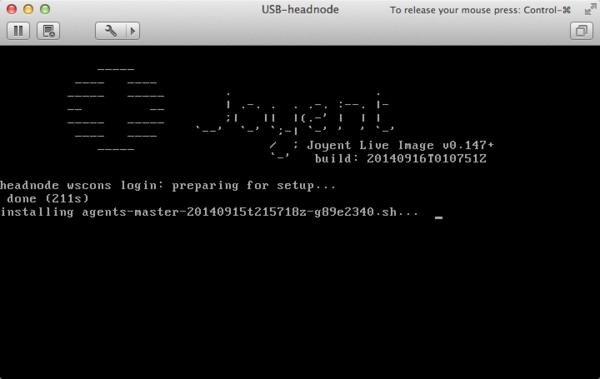 USB-headnode
To release your mouse press: Control-⌘
Joyent Live Image v0.147+
build: 20140916T010751Z
headnode wscons login: preparing for setup...
done (211s)
installing agents-master-20140915t215718z-g89e2340.sh...